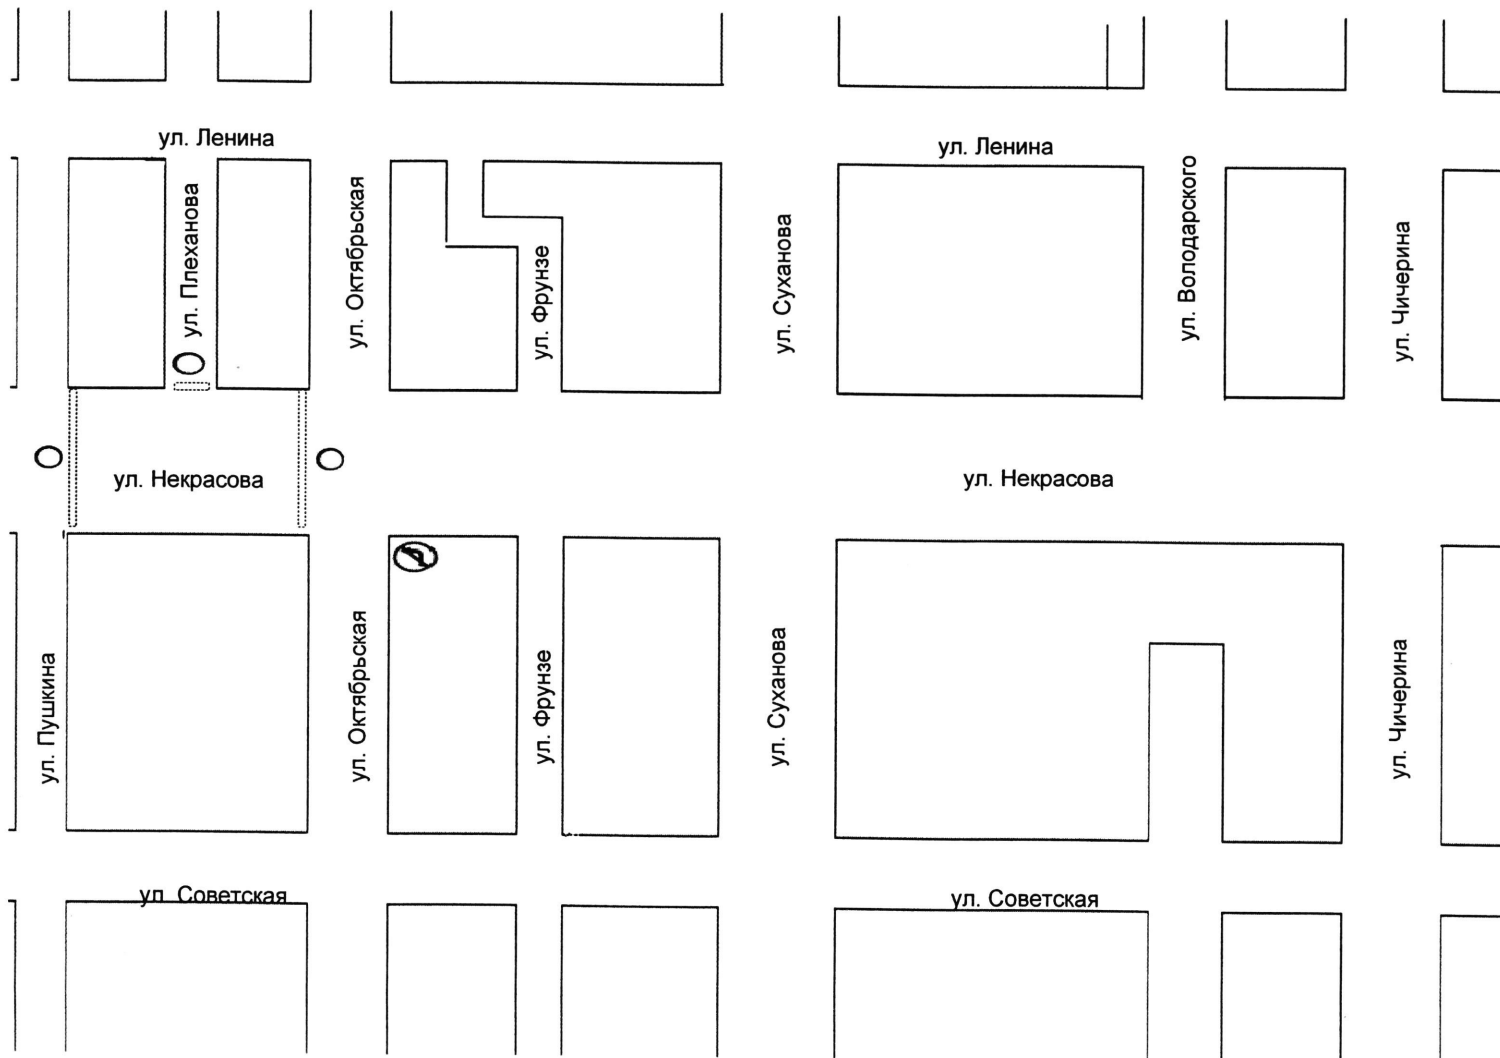 ул. Ленина
ул. Ленина
ул. Плеханова
ул. Октябрьская
ул. Фрунзе
ул. Суханова
ул. Володарского
ул. Чичерина
ул. Некрасова
ул. Некрасова
ул. Пушкина
ул. Октябрьская
ул. Фрунзе
ул. Суханова
ул. Чичерина
ул. Советская
ул. Советская